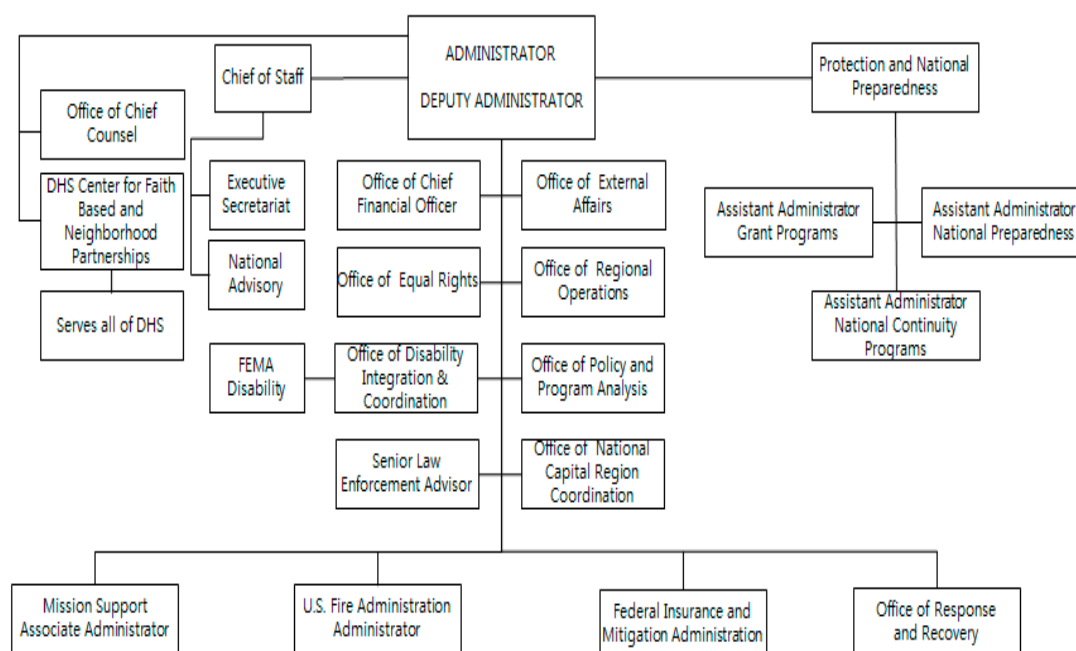 ADMINISTRATOR
DEPUTY ADMINISTRATOR
Chief of Staff
Protection and National
Preparedness
Office of Chief
Counsel
DHS Center for Faith
Based and
Neighborhood
Partnerships
Serves all of DHS
Executive
Secretariat
National
Advisory
Office of Chief
Financial Officer
Office of External
Affairs
Office of Equal Rights
Office of Regional
Operations
FEMA
Disability
Office of Disability
Integration &
Coordination
Office of Policy and
Program Analysis
Senior Law
Enforcement Advisor
Office of National
Capital Region
Coordination
Assistant Administrator
Grant Programs
Assistant Administrator
National Preparedness
Assistant Administrator
National Continuity
Programs
Mission Support
Associate Administrator
U.S. Fire Administration
Administrator
Federal Insurance and
Mitigation Administration
Office of Response
and Recovery